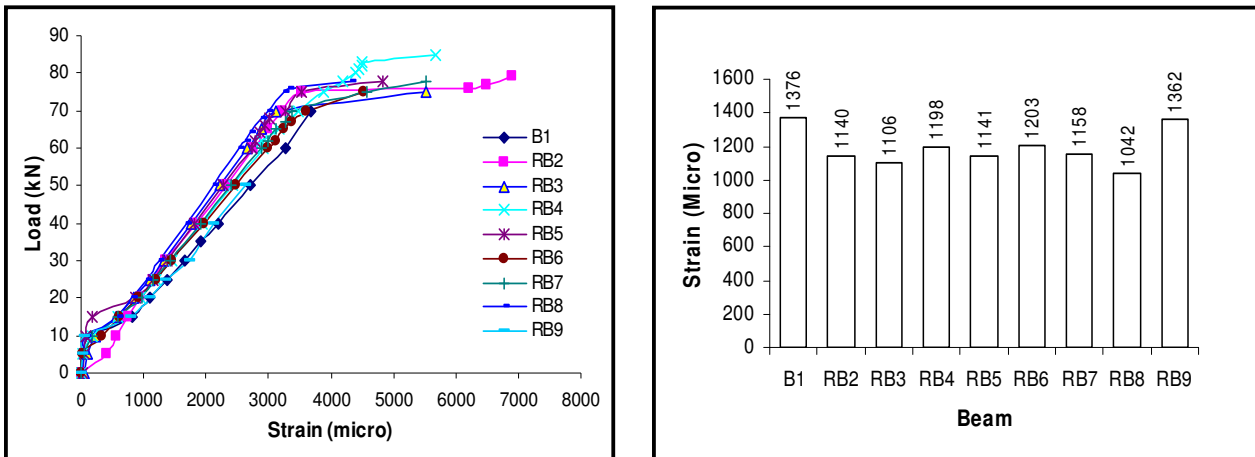 90
80
70
60
50
40
30
20
10
0
Load (kN)
0 1000 2000 3000 4000 5000 6000 7000 8000
Strain (micro)
B1
RB2
RB3
RB4
RB5
RB6
RB7
RB8
RB9
1600
1400
1200
1000
800
600
400
200
0
Strain (Micro)
1376 1140 1106 1198 1141 1203 1158 1042 1362
B1 RB2 RB3 RB4 RB5 RB6 RB7 RB8 RB9
Beam